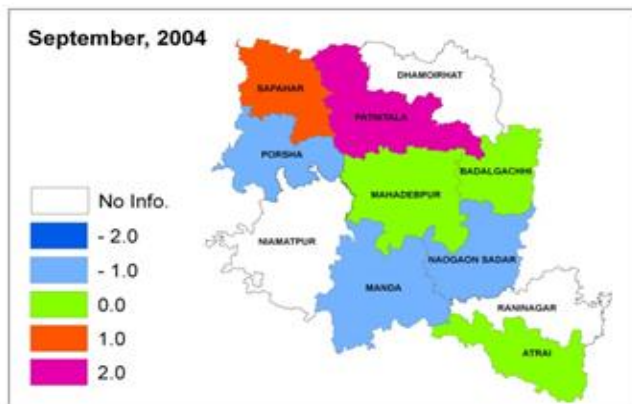 September, 2004
DHAMOIRHAT
SAPAHAR
PATNITALA
PORSHA
BADALGACHHI
MAHADEBPUR
NIAMATPUR
NAOGAON SADAR
MANDA
RANINAGAR
ATRAI
No Info.
- 2.0
- 1.0
0.0
1.0
2.0